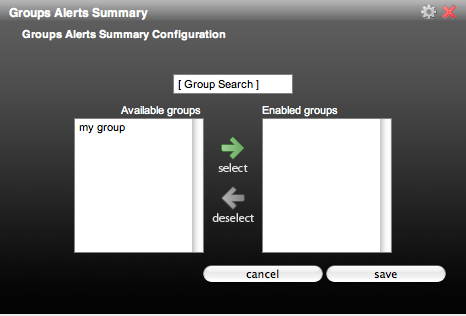 Groups Alerts Summary
Groups Alerts Summary Configuration
[ Group Search ]
Available groups
Enabled groups
my group
select
deselect
cancel
save